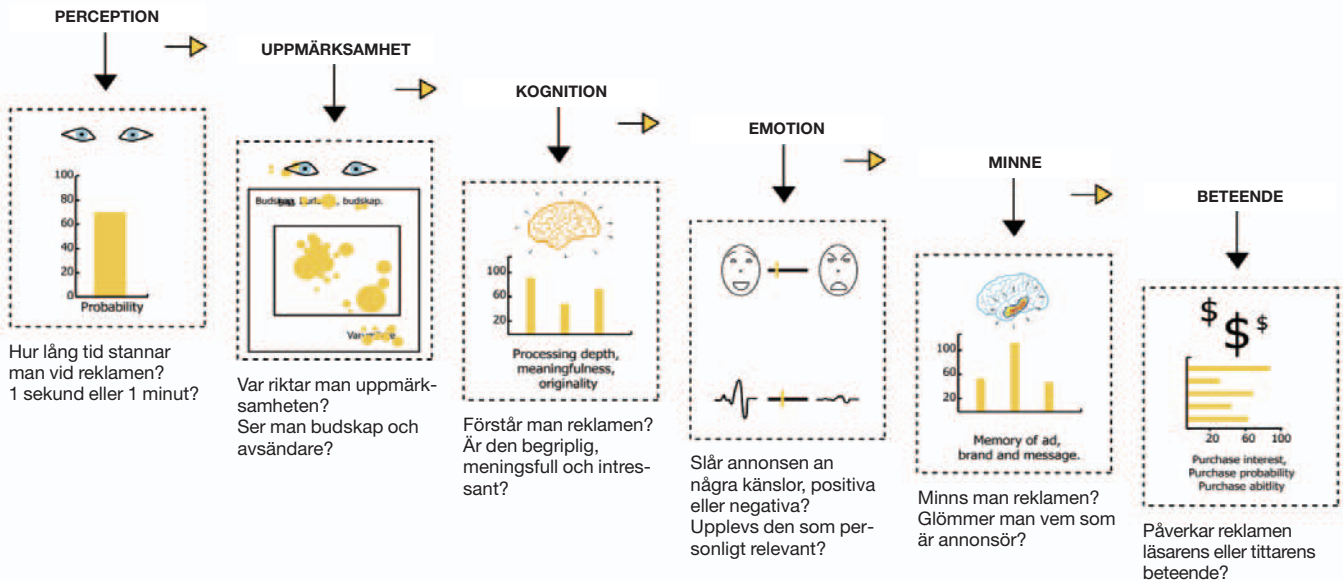 PERCEPTION
100
80
60
40
20
0
Probability
Hur lång tid stannar
man vid reklamen?
1 sekund eller 1 minut?
UPPMÄRKSAMHET
Budskap, budskap.
Var riktar man uppmärk-
samheten?
Ser man budskap och
avsändare?
KOGNITION
100
60
20
Processing depth,
meaningfulness,
originality
Förstår man reklamen?
Är den begriplig,
meningsfull och intres-
sant?
EMOTION
Slår annonsen an
några känslor, positiva
eller negativa?
Upplevs den som per-
sonligt relevant?
MINNE
100
60
20
Memory of ad,
brand and message.
Minns man reklamen?
Glömmer man vem som
är annonsör?
BETEENDE
$ $ $
20 60 100
Purchase interest,
Purchase probability
Purchase abitlity
Påverkar reklamen
läsarens eller tittarens
beteende?